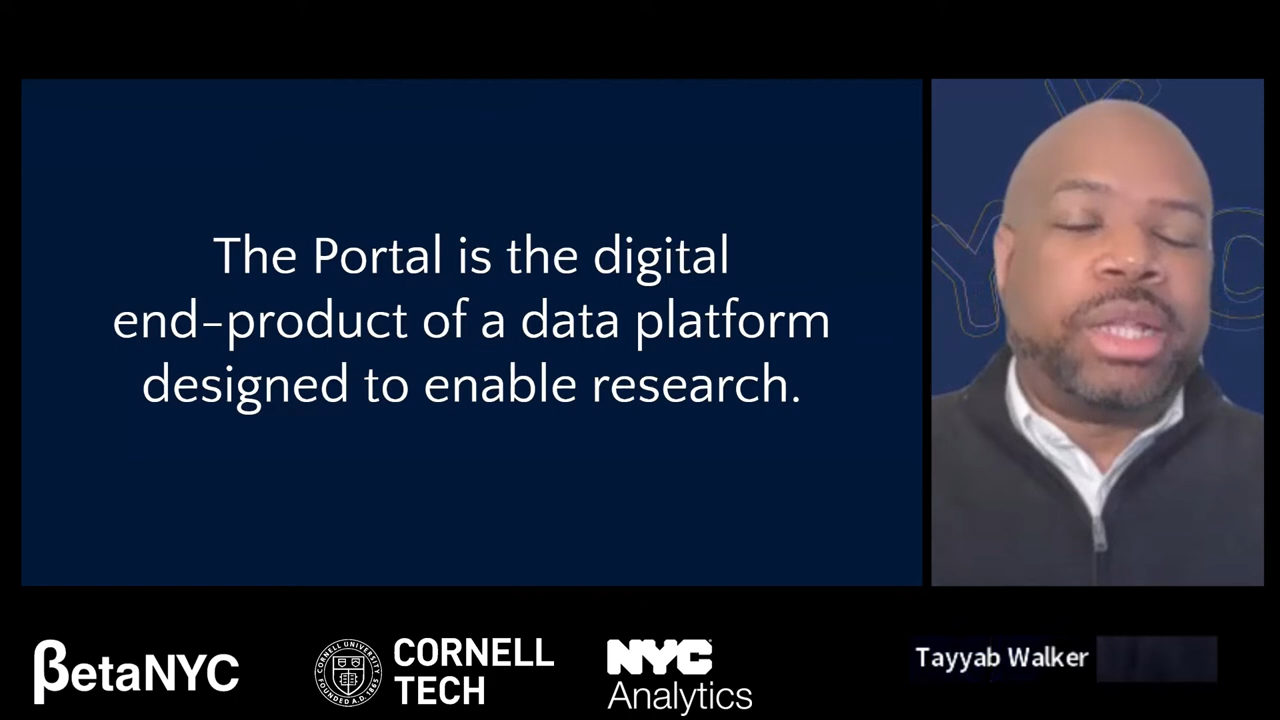 The Portal is the digital
end-product of a data platform
designed to enable research.
βetaNYC
CORNELL
TECH
NYC
Analytics
Tayyab Walker